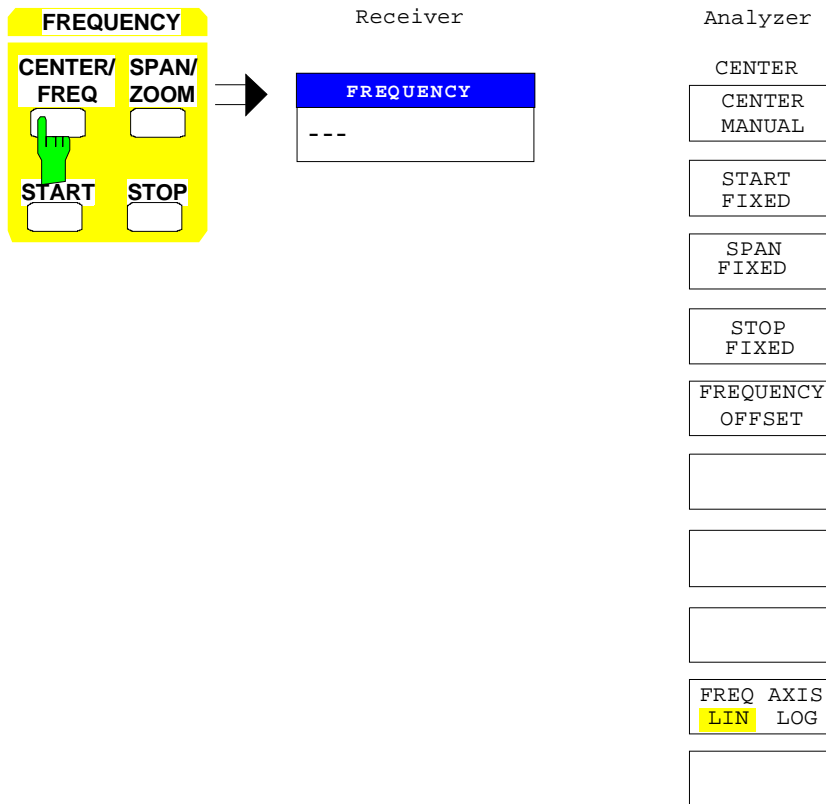 FREQUENCY
CENTER/ SPAN/
FREQ ZOOM
START STOP
Receiver
FREQUENCY
---
Analyzer
CENTER
CENTER
MANUAL
START
FIXED
SPAN
FIXED
STOP
FIXED
FREQUENCY
OFFSET
FREQ AXIS
LIN LOG